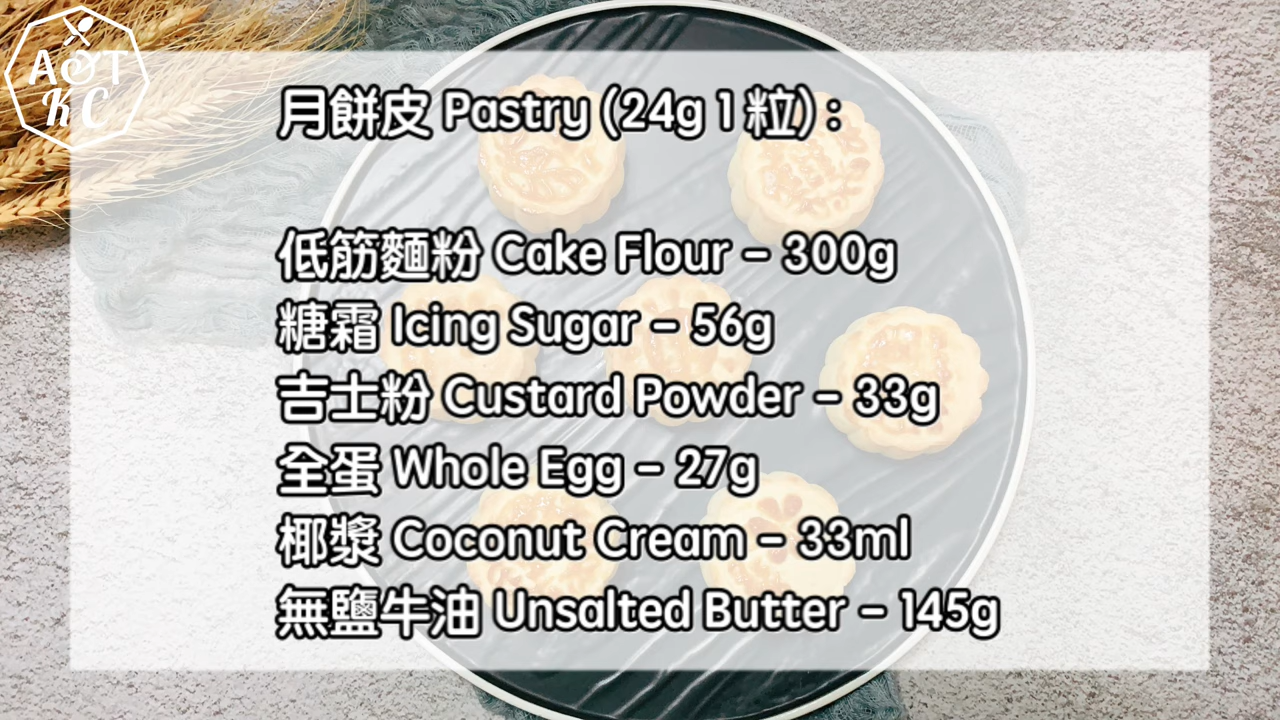 A&T
KC
月餅皮 Pastry (24g 1 粒) :
低筋麵粉 Cake Flour – 300g
糖霜 Icing Sugar – 56g
吉士粉 Custard Powder – 33g
全蛋 Whole Egg – 27g
椰漿 Coconut Cream – 33ml
無鹽牛油 Unsalted Butter – 145g